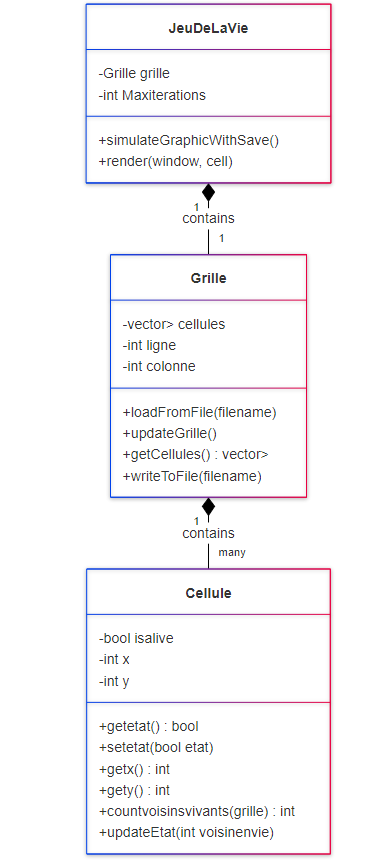 JeuDeLaVie
-Grille grille
-int Maxiterations
+simulateGraphicWithSave()
+render(window, cell)
1
contains
1
Grille
-vector> cellules
-int ligne
-int colonne
+loadFromFile(filename)
+updateGrille()
+getCellules() : vector>
+writeToFile(filename)
1
contains
many
Cellule
-bool isalive
-int x
-int y
+getetat() : bool
+setetat(bool etat)
+getx() : int
+gety() : int
+countvoisinsvivants(grille) : int
+updateEtat(int voisinenvie)